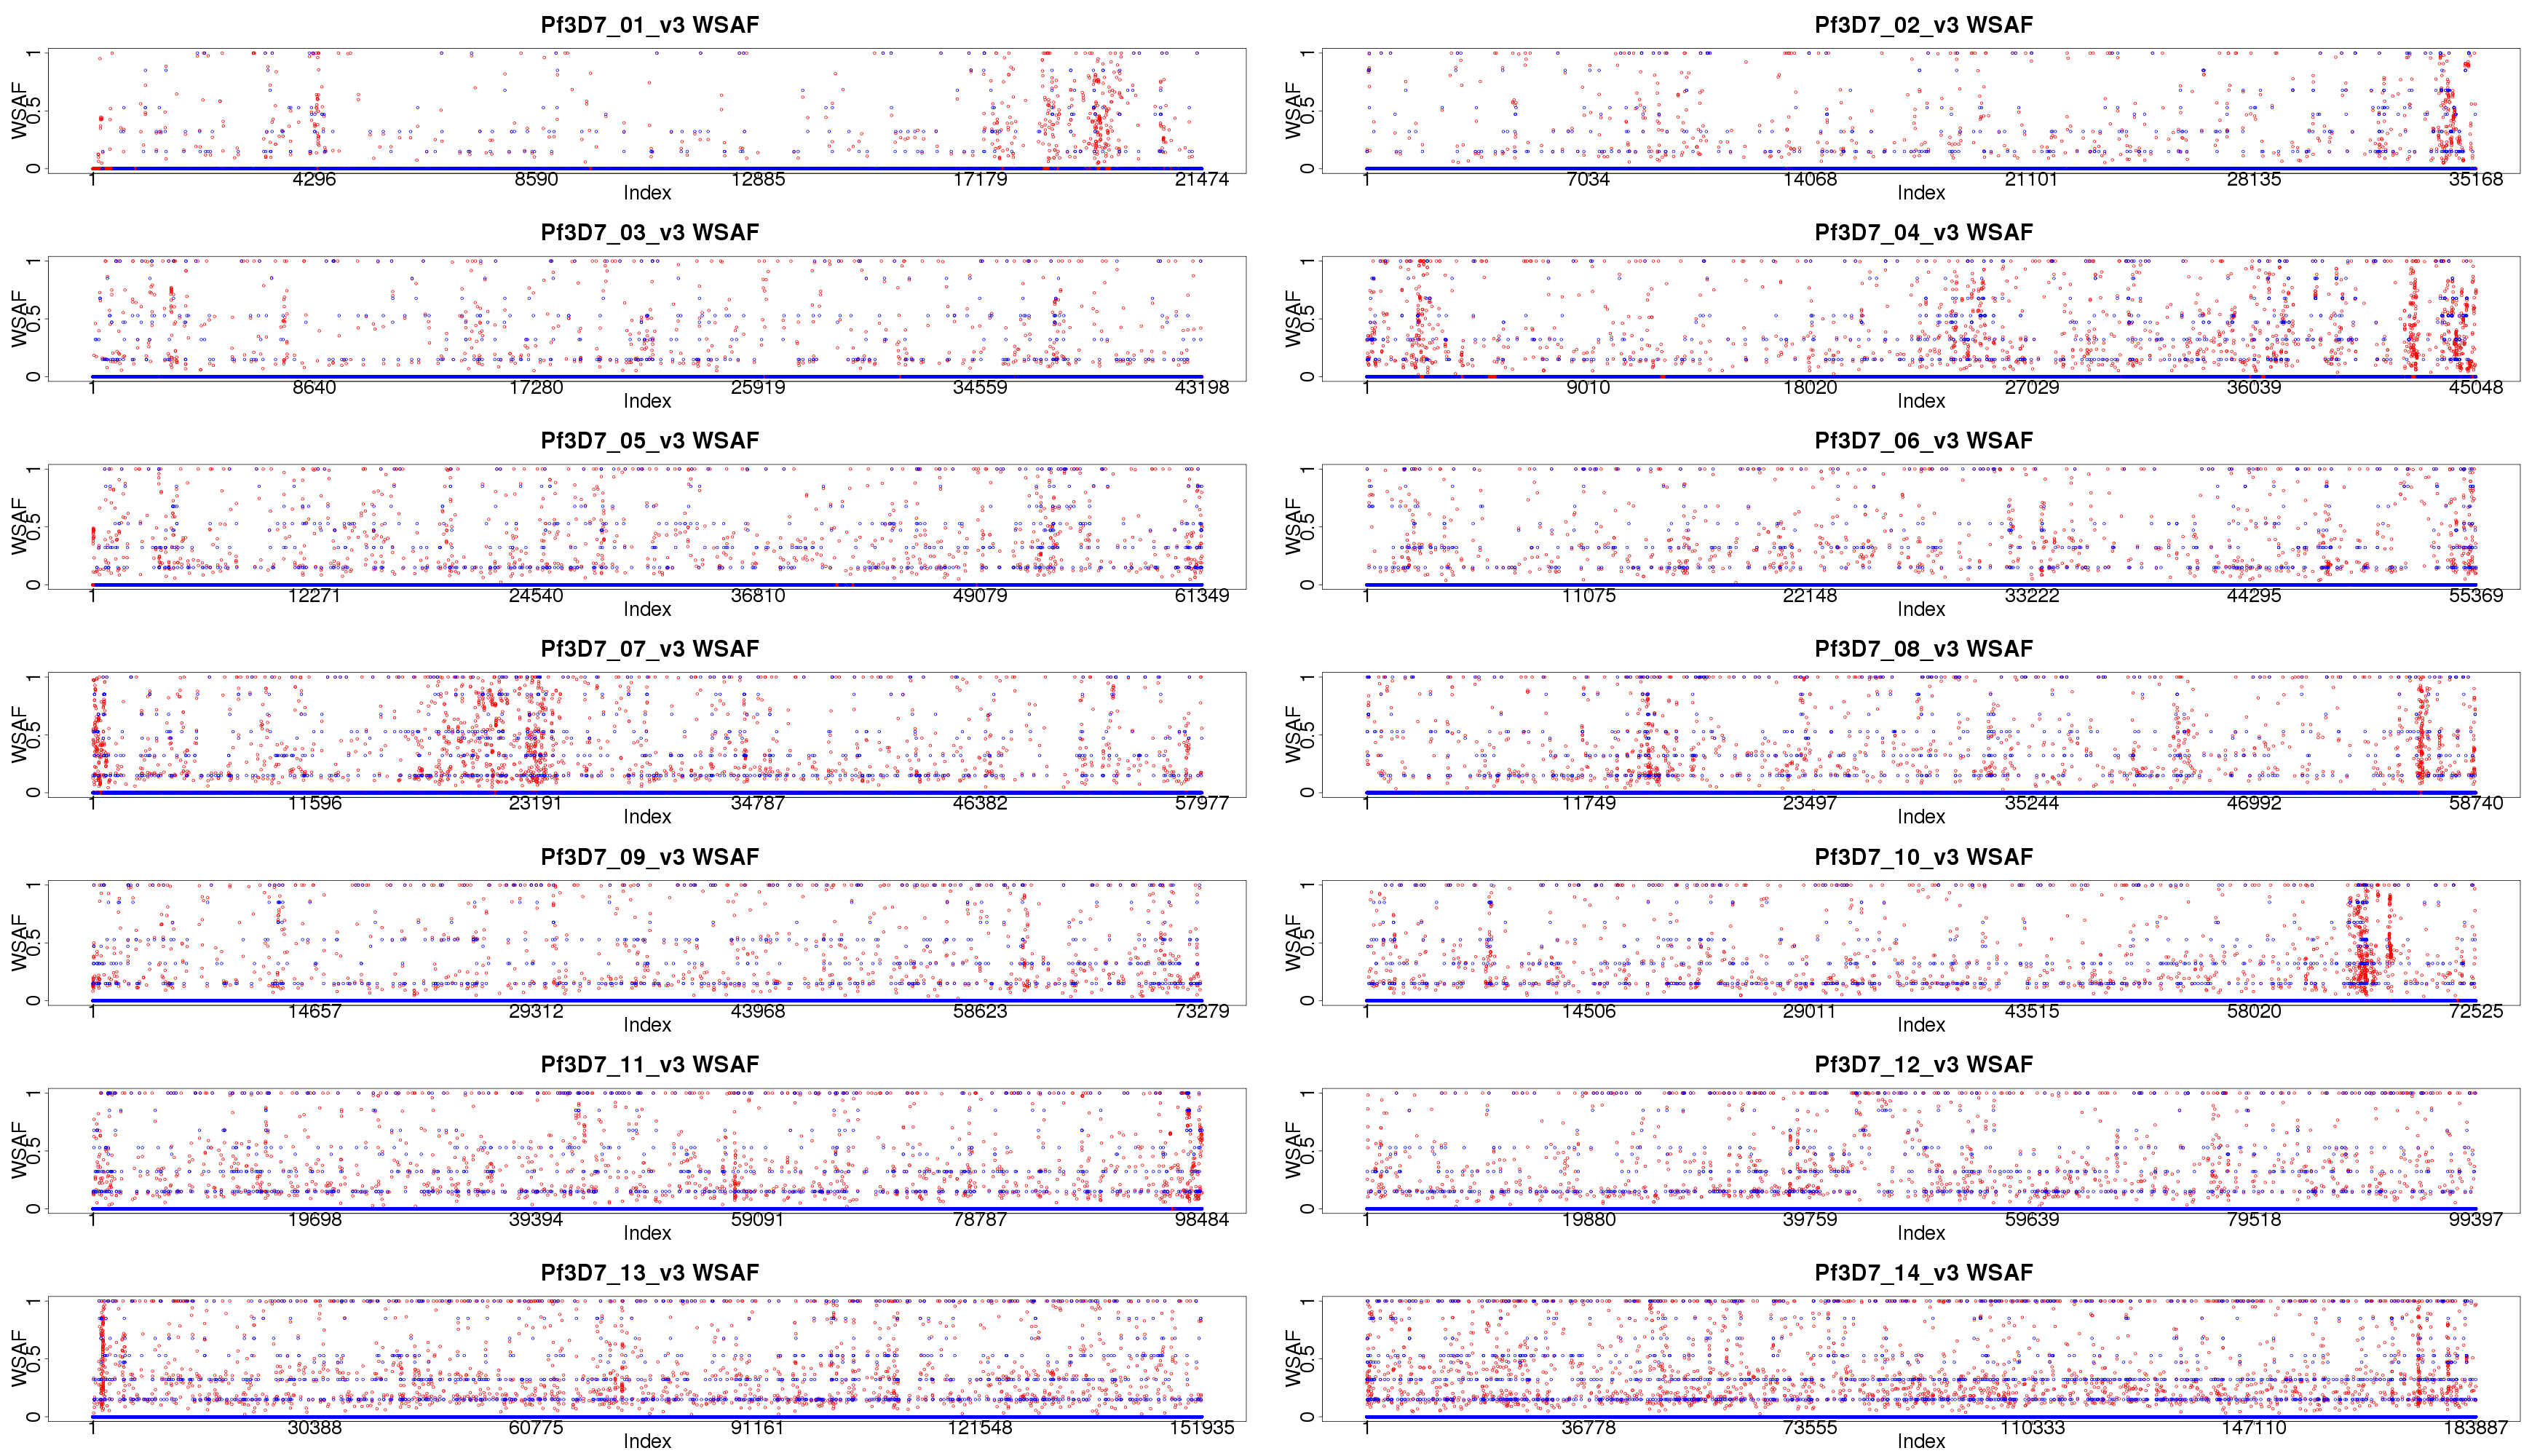 Pf3D7_01_v3 WSAF
WSAF
0 0.5 1
1 4296 8590 12885 17179 21474
Index
Pf3D7_02_v3 WSAF
WSAF
0 0.5 1
1 7034 14068 21101 28135 35168
Index
Pf3D7_03_v3 WSAF
WSAF
0 0.5 1
1 8640 17280 25919 34559 43198
Index
Pf3D7_04_v3 WSAF
WSAF
0 0.5 1
1 9010 18020 27029 36039 45048
Index
Pf3D7_05_v3 WSAF
WSAF
0 0.5 1
1 12271 24540 36810 49079 61349
Index
Pf3D7_06_v3 WSAF
WSAF
0 0.5 1
1 11075 22148 33222 44295 55369
Index
Pf3D7_07_v3 WSAF
WSAF
0 0.5 1
1 11596 23191 34787 46382 57977
Index
Pf3D7_08_v3 WSAF
WSAF
0 0.5 1
1 11749 23497 35244 46992 58740
Index
Pf3D7_09_v3 WSAF
WSAF
0 0.5 1
1 14657 29312 43968 58623 73279
Index
Pf3D7_10_v3 WSAF
WSAF
0 0.5 1
1 14506 29011 43515 58020 72525
Index
Pf3D7_11_v3 WSAF
WSAF
0 0.5 1
1 19698 39394 59091 78787 98484
Index
Pf3D7_12_v3 WSAF
WSAF
0 0.5 1
1 19880 39759 59639 79518 99397
Index
Pf3D7_13_v3 WSAF
WSAF
0 0.5 1
1 30388 60775 91161 121548 151935
Index
Pf3D7_14_v3 WSAF
WSAF
0 0.5 1
1 36778 73555 110333 147110 183887
Index